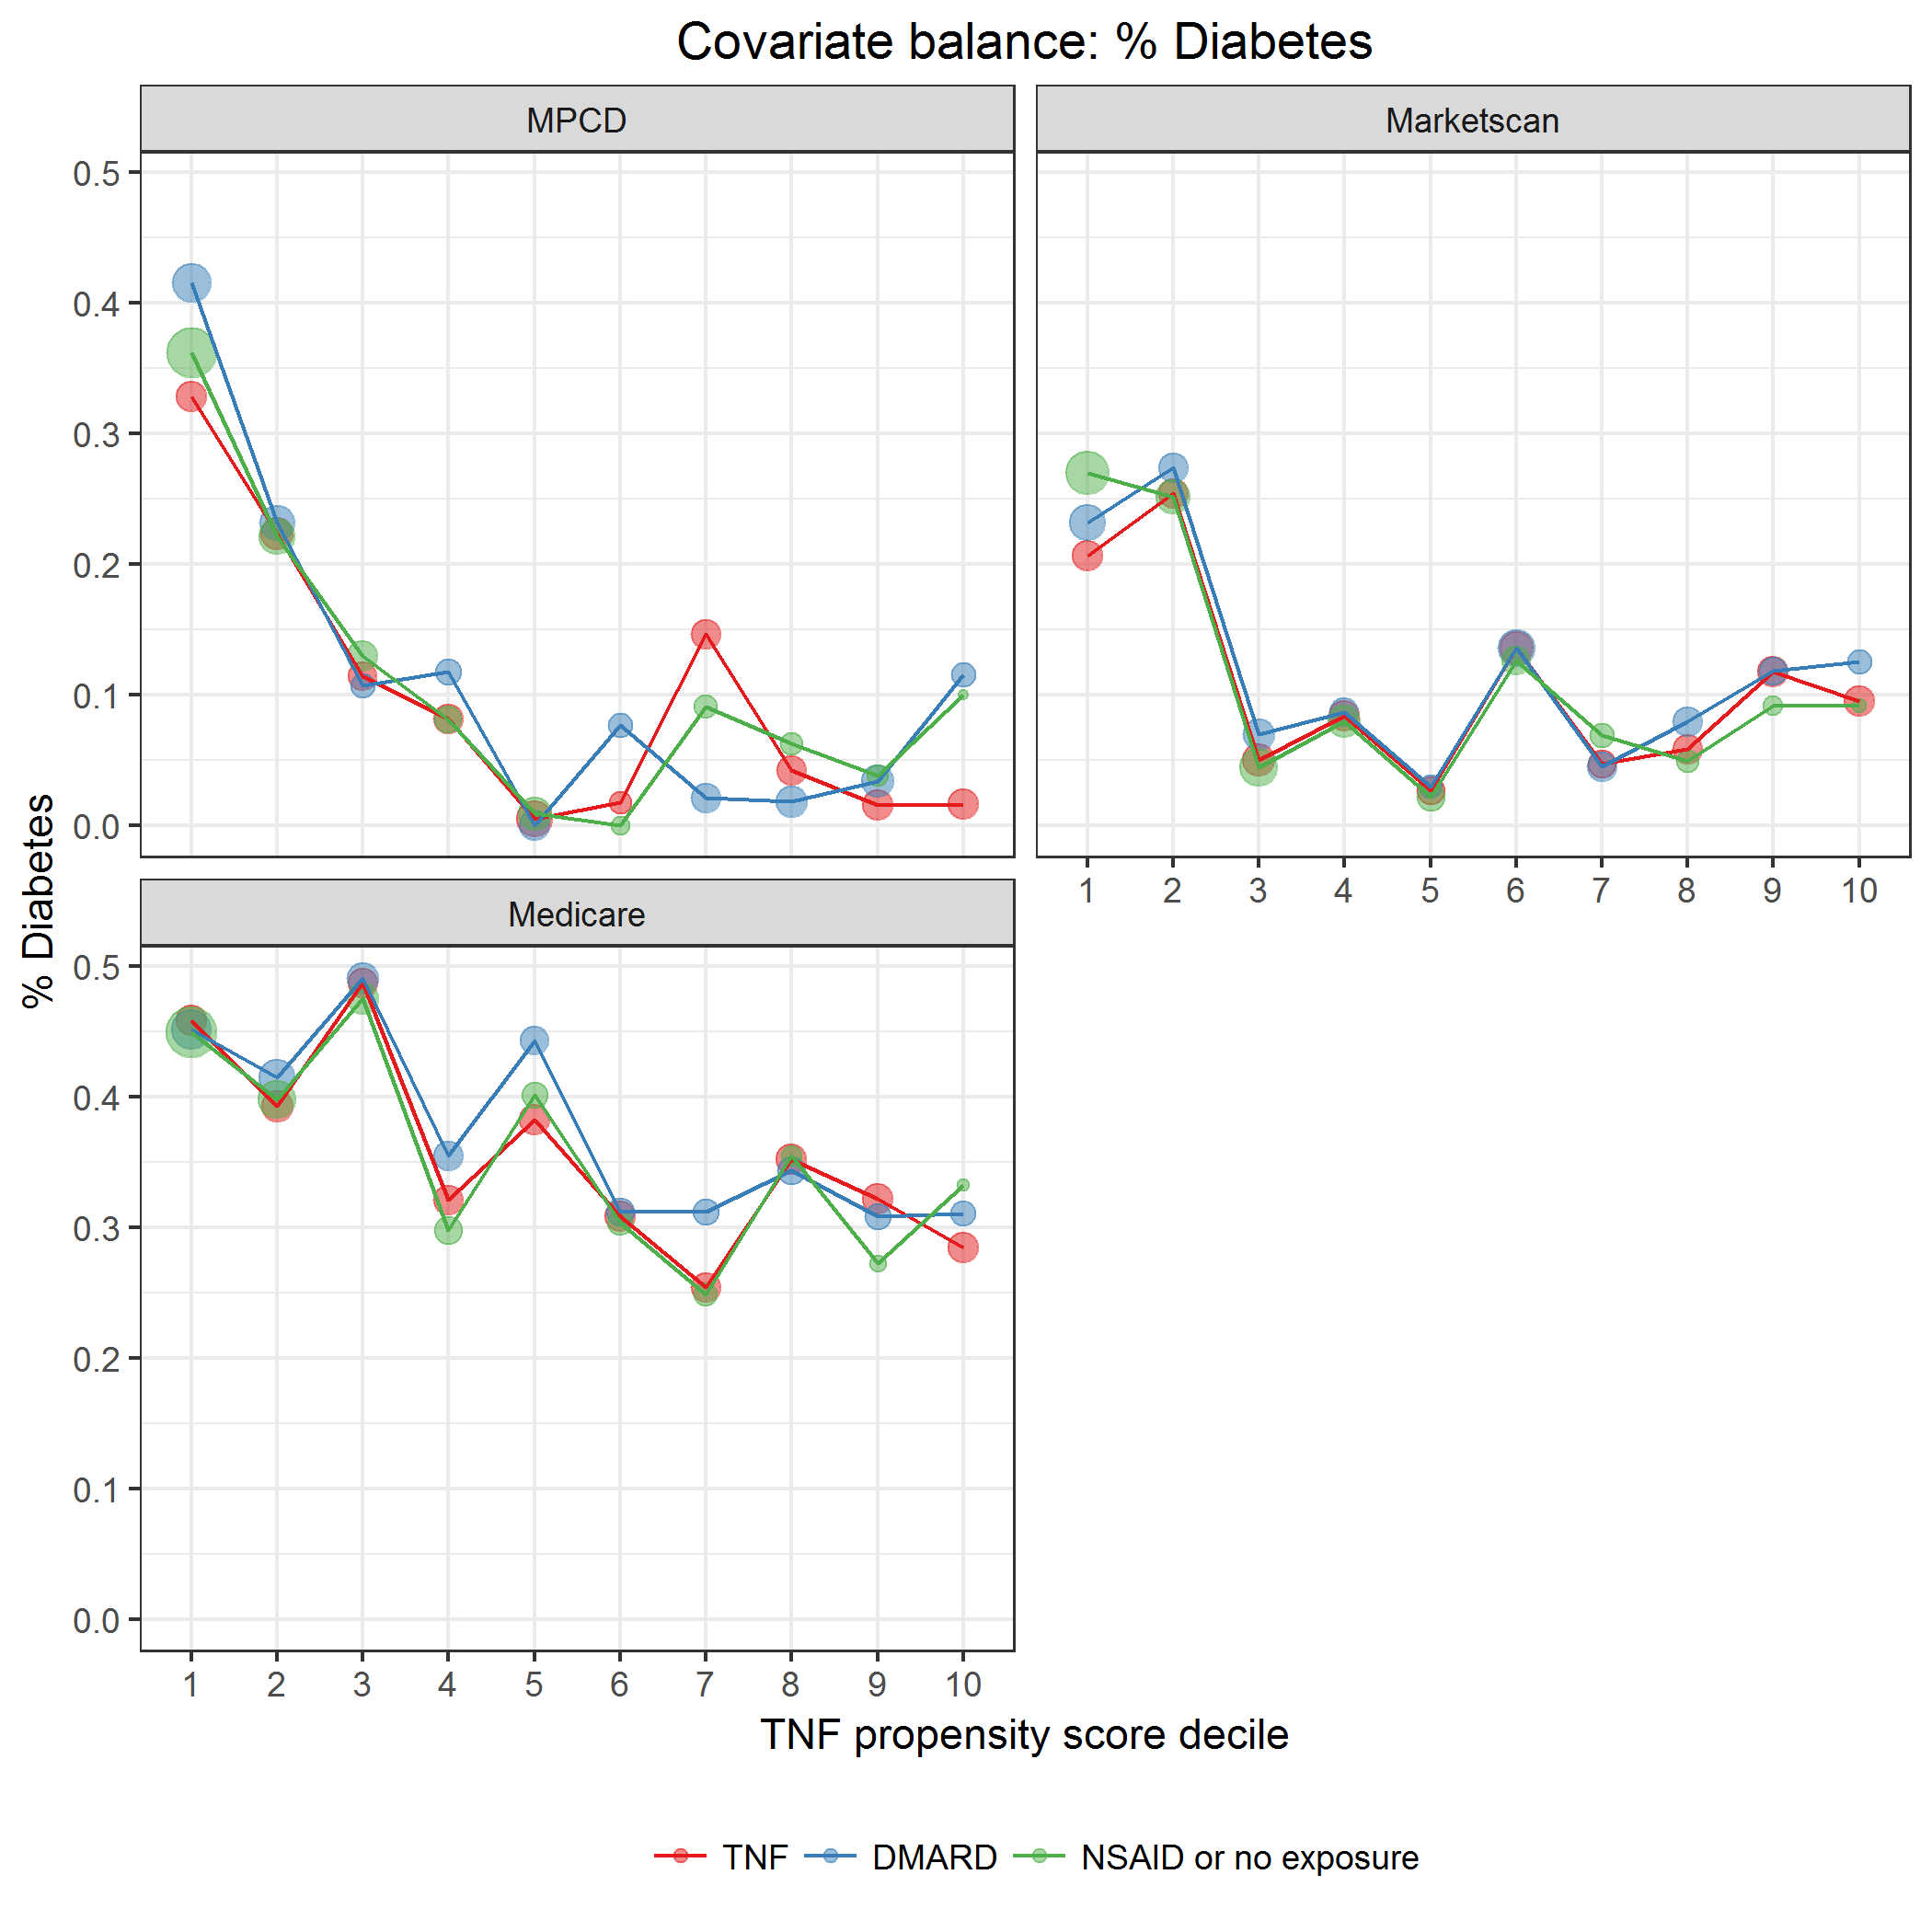 Covariate balance: % Diabetes
MPCD
Marketscan
0.5
0.4
0.3
0.2
0.1
0.0
1 2 3 4 5 6 7 8 9 10
Medicare
0.5
0.4
0.3
0.2
0.1
0.0
1 2 3 4 5 6 7 8 9 10
% Diabetes
TNF propensity score decile
TNF DMARD NSAID or no exposure